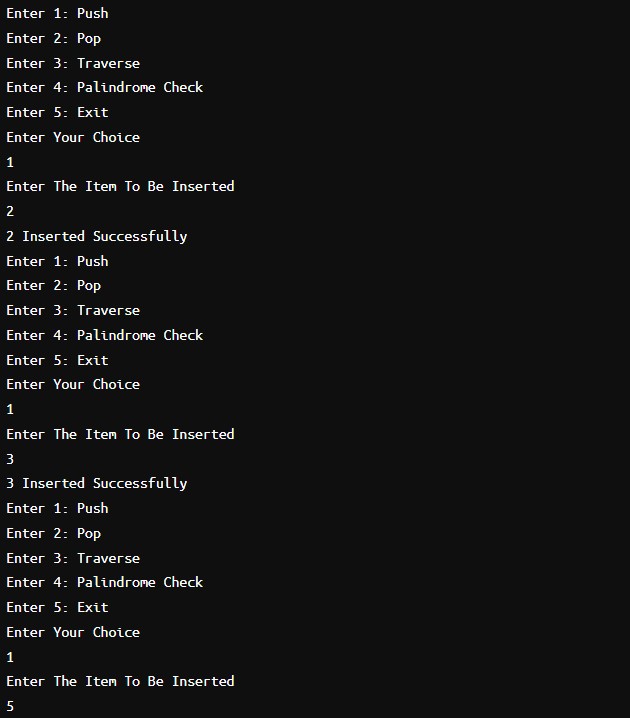 Enter 1: Push
Enter 2: Pop
Enter 3: Traverse
Enter 4: Palindrome Check
Enter 5: Exit
Enter Your Choice
1
Enter The Item To Be Inserted
2
2 Inserted Successfully
Enter 1: Push
Enter 2: Pop
Enter 3: Traverse
Enter 4: Palindrome Check
Enter 5: Exit
Enter Your Choice
1
Enter The Item To Be Inserted
3
3 Inserted Successfully
Enter 1: Push
Enter 2: Pop
Enter 3: Traverse
Enter 4: Palindrome Check
Enter 5: Exit
Enter Your Choice
1
Enter The Item To Be Inserted
5